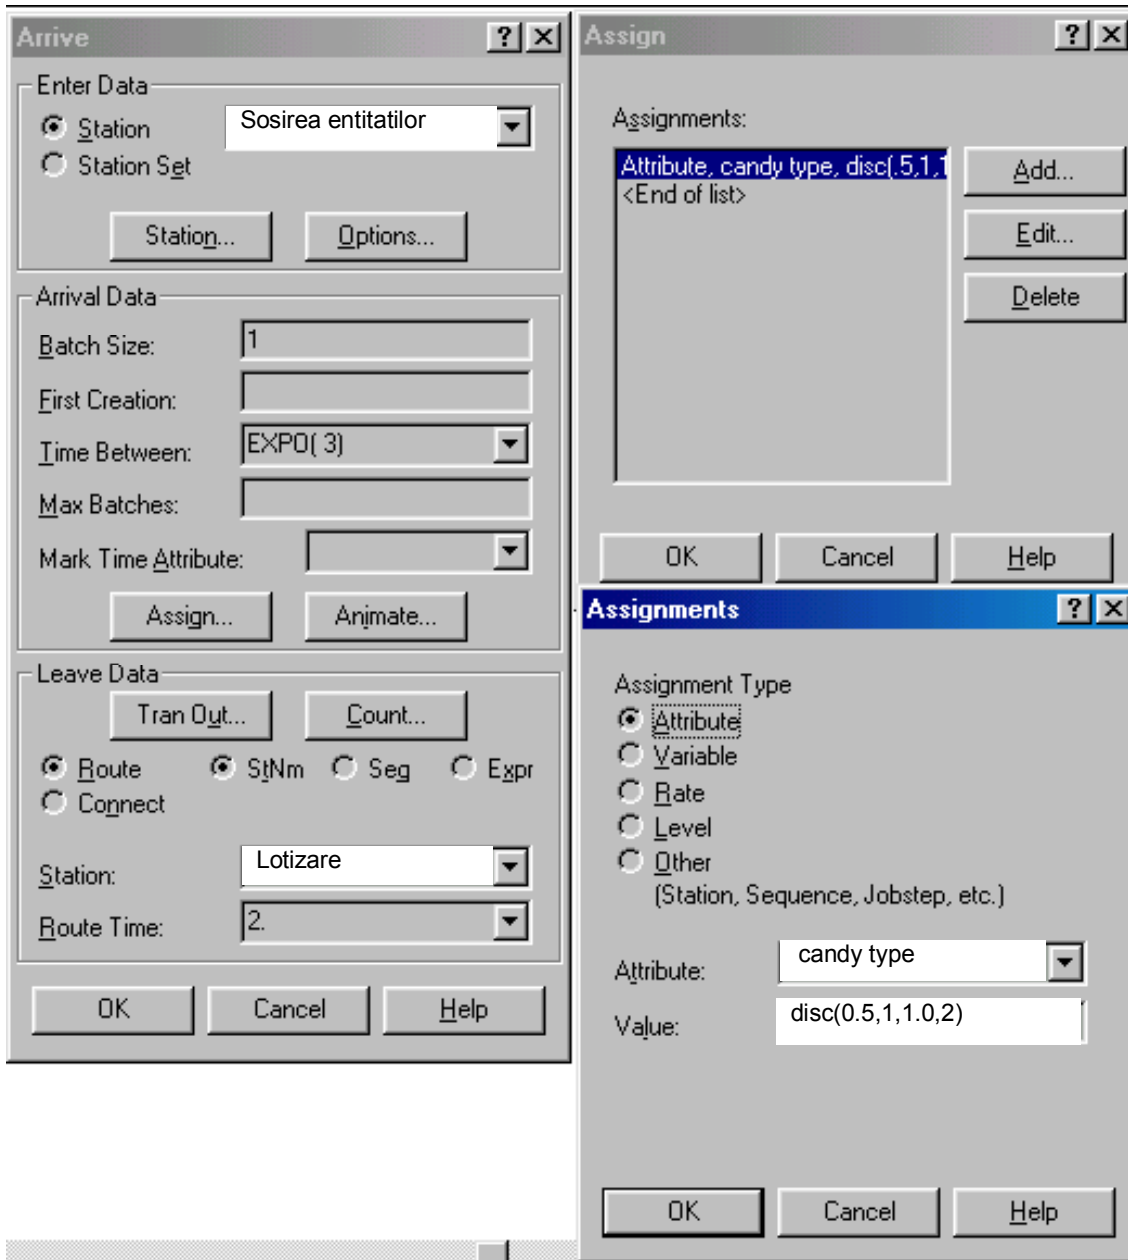 Arrive
Enter Data
Station
Sosirea entitatilor
Station Set
Station...
Options...
Arrival Data
Batch Size:
1
First Creation:
Time Between:
EXPO( 3)
Max Batches:
Mark Time Attribute:
Assign...
Animate...
Leave Data
Tran Out...
Count...
Route
StNm
Seg
Expr
Connect
Station:
Lotizare
Route Time:
2.
OK
Cancel
Help
Assign
Assignments:
Attribute, candy type, disc(.5,1,1
<End of list>
Add...
Edit...
Delete
OK
Cancel
Help
Assignments
Assignment Type
Attribute
Variable
Rate
Level
Other
(Station, Sequence, Jobstep, etc.)
Attribute:
candy type
Value:
disc(0.5,1,1.0,2)
OK
Cancel
Help